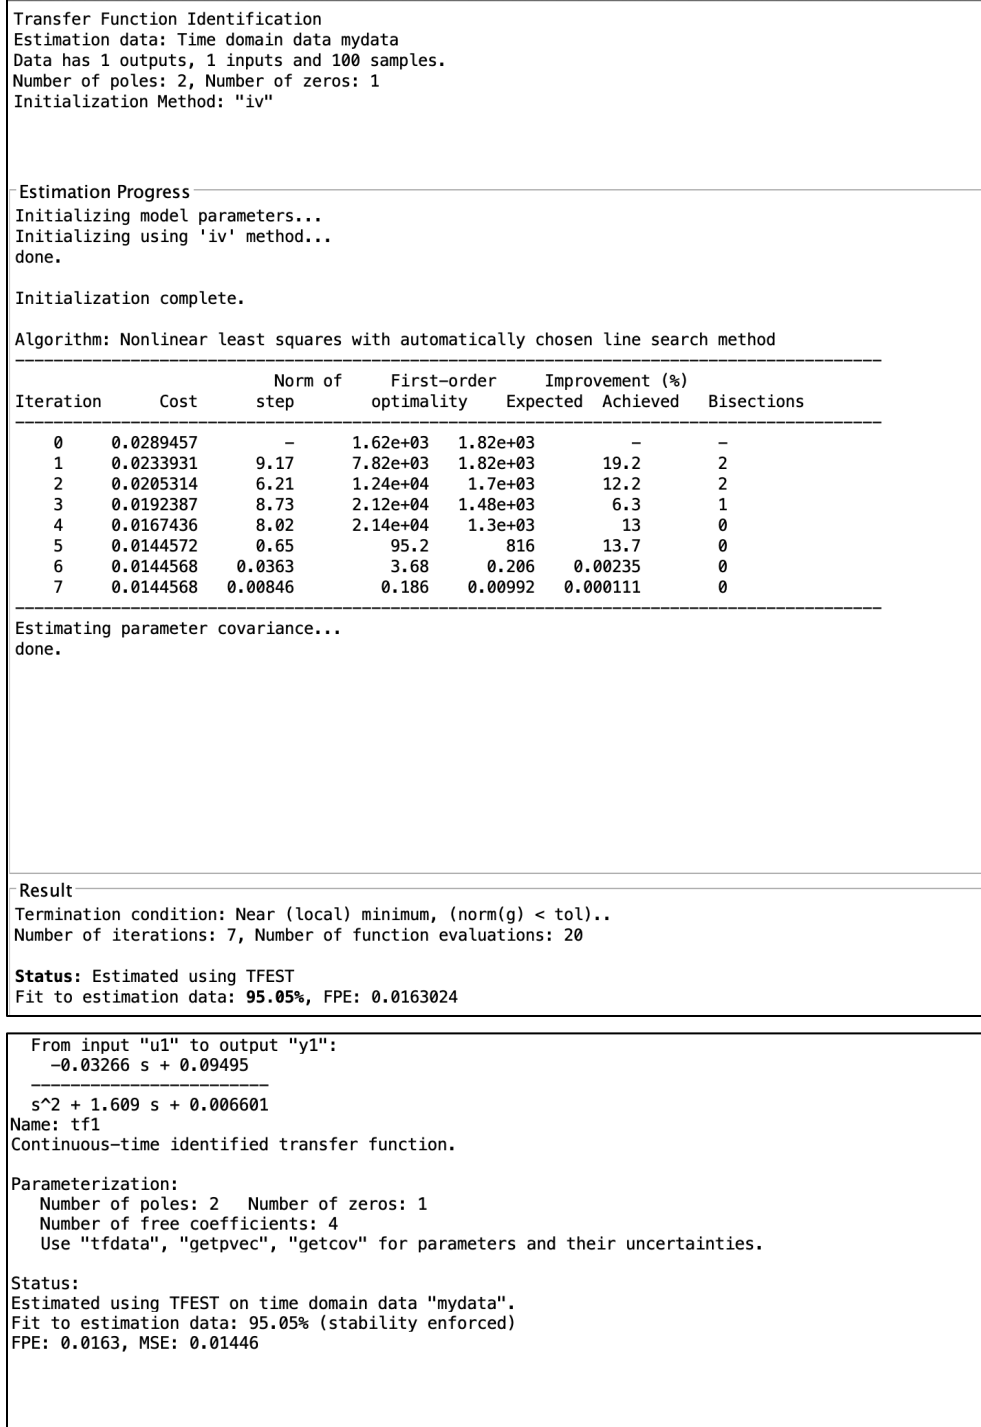 Transfer Function Identification
Estimation data: Time domain data mydata
Data has 1 outputs, 1 inputs and 100 samples.
Number of poles: 2, Number of zeros: 1
Initialization Method: "iv"
Estimation Progress
Initializing model parameters...
Initializing using 'iv' method...
done.
Initialization complete.
Algorithm: Nonlinear least squares with automatically chosen line search method
Norm of First-order Improvement (%)
Iteration Cost step optimality Expected Achieved Bisections
0 0.0289457 - 1.62e+03 1.82e+03 - -
1 0.0233931 9.17 7.82e+03 1.82e+03 19.2 2
2 0.0205314 6.21 1.24e+04 1.7e+03 12.2 2
3 0.0192387 8.73 2.12e+04 1.48e+03 6.3 1
4 0.0167436 8.02 2.14e+04 1.3e+03 13 0
5 0.0144572 0.65 95.2 816 13.7 0
6 0.0144568 0.0363 3.68 0.206 0.00235 0
7 0.0144568 0.00846 0.186 0.00992 0.000111 0
Estimating parameter covariance...
done.
Result
Termination condition: Near (local) minimum, (norm(g) < tol)..
Number of iterations: 7, Number of function evaluations: 20
Status: Estimated using TFEST
Fit to estimation data: 95.05%, FPE: 0.0163024
From input "u1" to output "y1":
-0.03266 s + 0.09495
------------------------
s^2 + 1.609 s + 0.006601
Name: tf1
Continuous-time identified transfer function.
Parameterization:
Number of poles: 2 Number of zeros: 1
Number of free coefficients: 4
Use "tfdata", "getpvec", "getcov" for parameters and their uncertainties.
Status:
Estimated using TFEST on time domain data "mydata".
Fit to estimation data: 95.05% (stability enforced)
FPE: 0.0163, MSE: 0.01446